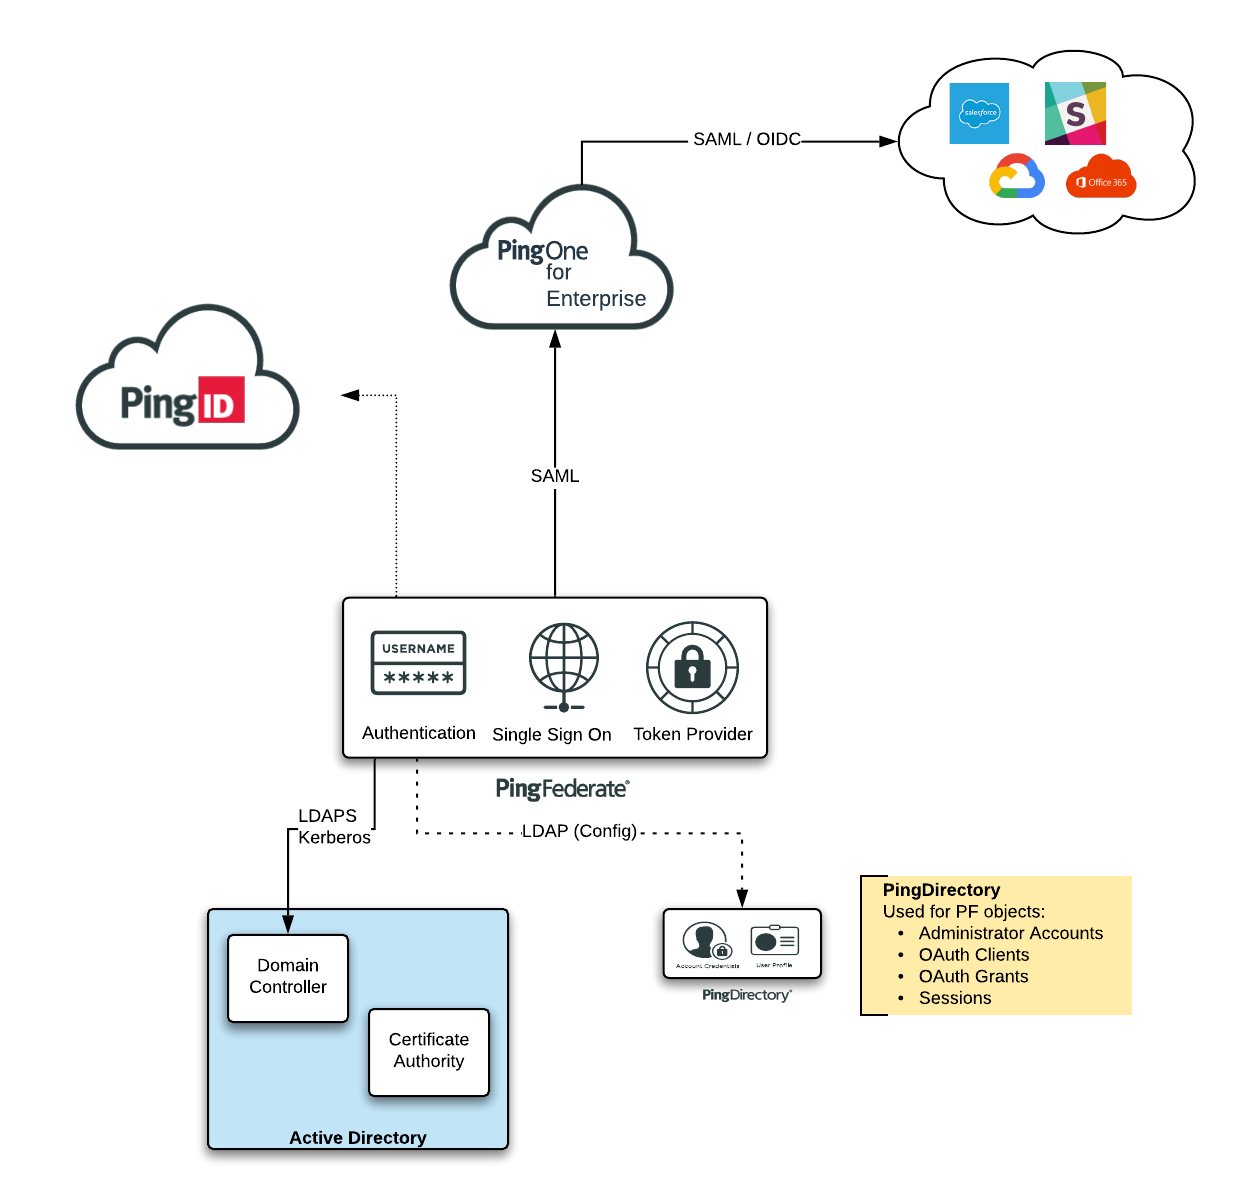 salesforce
S
Office 365
SAML / OIDC
PingOne
for
Enterprise
PingID
SAML
USERNAME
*****
Authentication
Single Sign On
Token Provider
PingFederate®
LDAPS
Kerberos
LDAP (Config)
Domain
Controller
Certificate
Authority
Active Directory
Account Credentials
User Profile
PingDirectory®
PingDirectory
Used for PF objects:
• Administrator Accounts
• OAuth Clients
• OAuth Grants
• Sessions